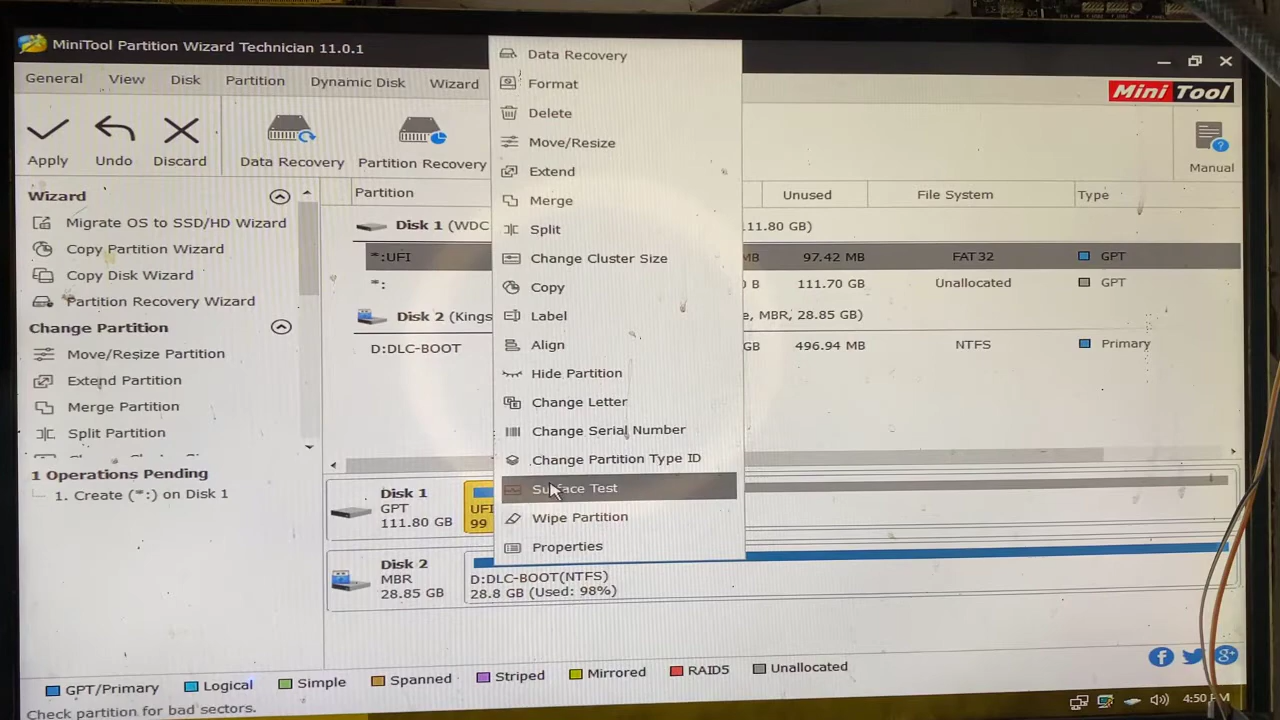 MiniTool Partition Wizard Technician 11.0.1
General View Disk Partition Dynamic Disk Wizard
Mini Tool
Apply Undo Discard Data Recovery Partition Recovery Manual
Wizard
Migrate OS to SSD/HD Wizard
Copy Partition Wizard
Copy Disk Wizard
Partition Recovery Wizard
Change Partition
Move/Resize Partition
Extend Partition
Merge Partition
Split Partition
1 Operations Pending
1. Create (*:) on Disk 1
Data Recovery
Format
Delete
Move/Resize
Extend
Merge
Split
Change Cluster Size
Copy
Label
Align
Hide Partition
Change Letter
Change Serial Number
Change Partition Type ID
Surface Test
Wipe Partition
Properties
Partition Unused File System Type
Disk 1 (WDC 111.80 GB)
*:UFI MB 97.42 MB FAT32 GPT
*: 0 B 111.70 GB Unallocated GPT
Disk 2 (Kings e, MBR, 28.85 GB)
D:DLC-BOOT GB 496.94 MB NTFS Primary
Disk 1
GPT
111.80 GB
UFI
99
Disk 2
MBR
28.85 GB
D:DLC-BOOT(NTFS)
28.8 GB (Used: 98%)
GPT/Primary Logical Simple Spanned Striped Mirrored RAID5 Unallocated
Check partition for bad sectors.
4:50